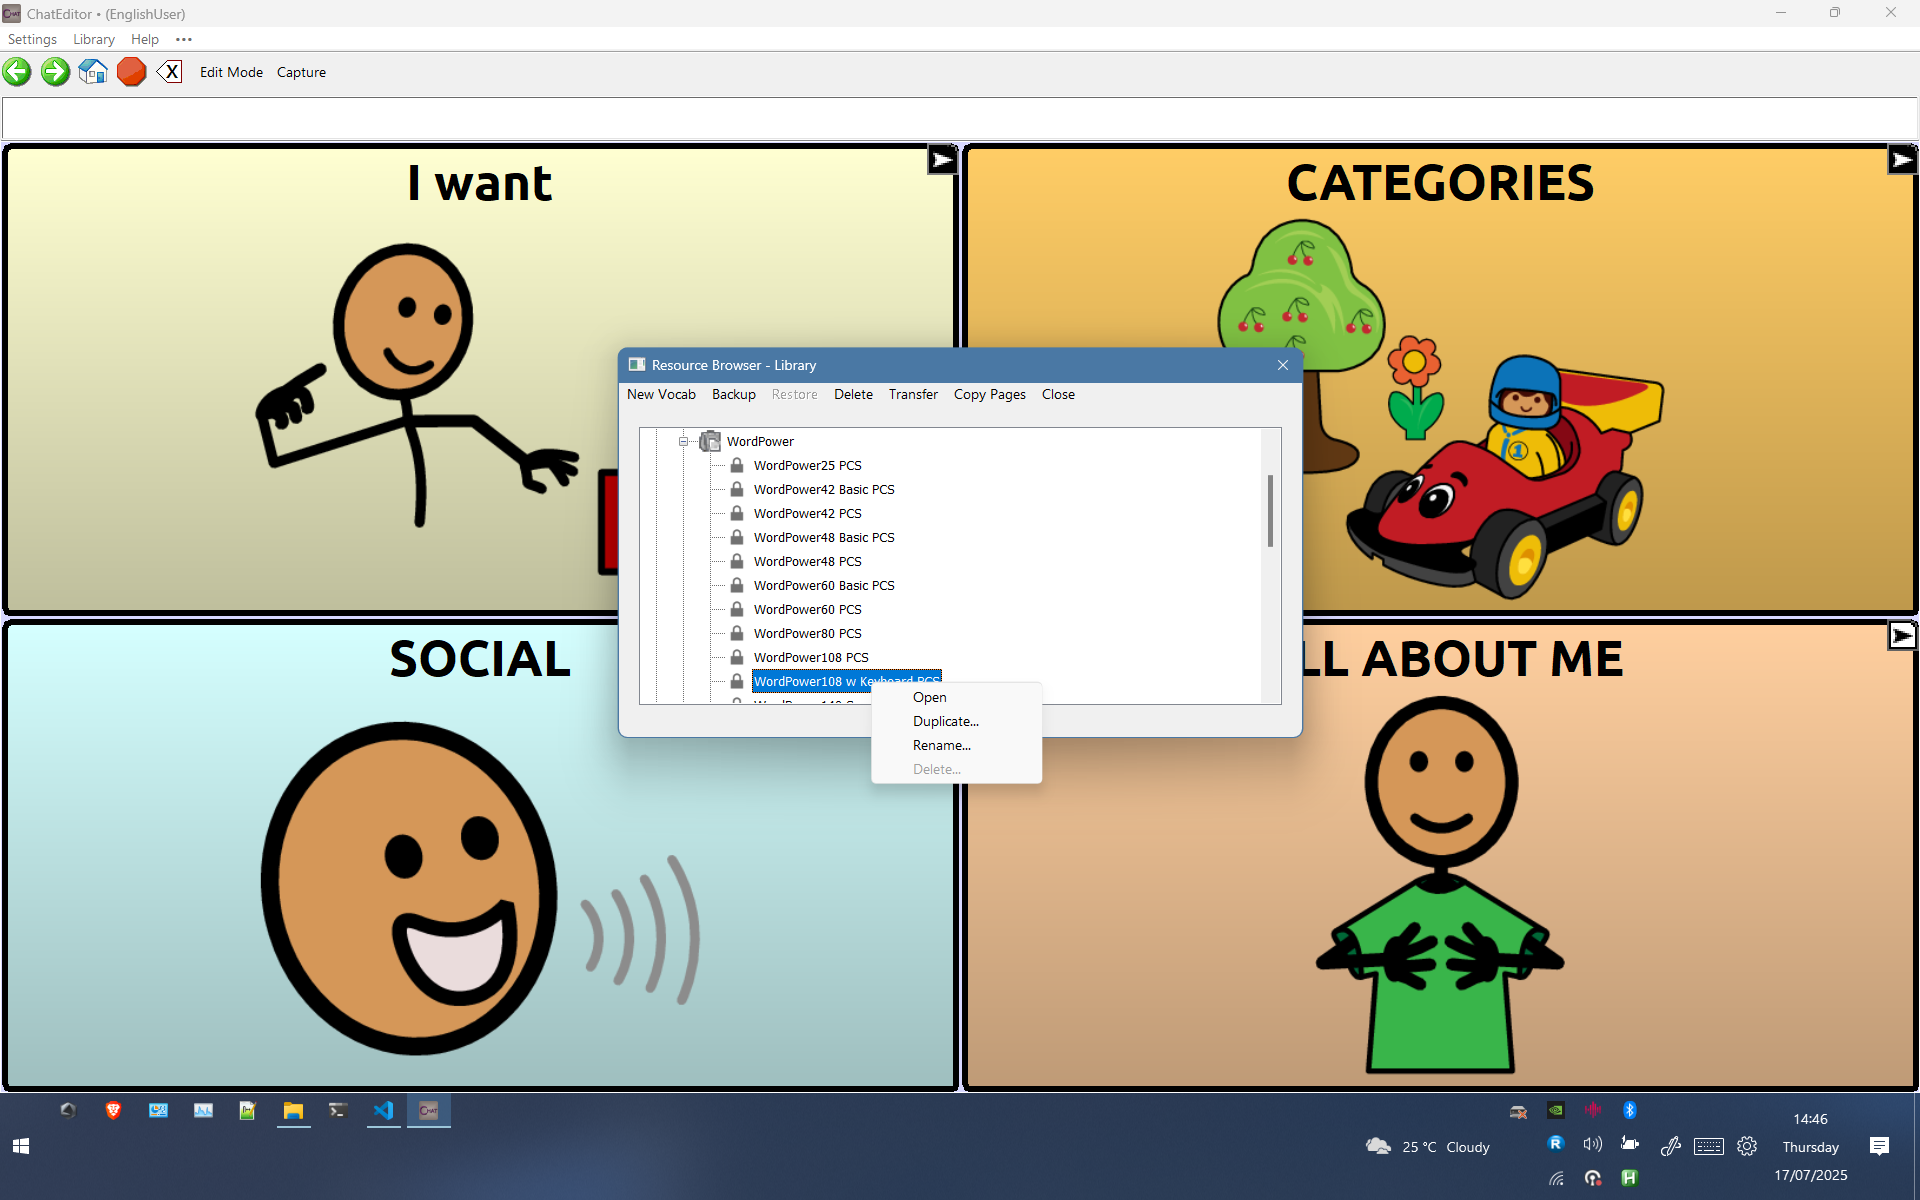 ChatEditor • (EnglishUser)
Settings Library Help •••
X Edit Mode Capture
I want
CATEGORIES
Resource Browser - Library
New Vocab Backup Restore Delete Transfer Copy Pages Close
WordPower
WordPower25 PCS
WordPower42 Basic PCS
WordPower42 PCS
WordPower48 Basic PCS
WordPower48 PCS
WordPower60 Basic PCS
WordPower60 PCS
WordPower80 PCS
WordPower108 PCS
WordPower108 w Keyboard PCS
Open
Duplicate...
Rename...
Delete...
1
SOCIAL
LL ABOUT ME
CHAT
14:46
25 °C Cloudy
R
Thursday
H
17/07/2025